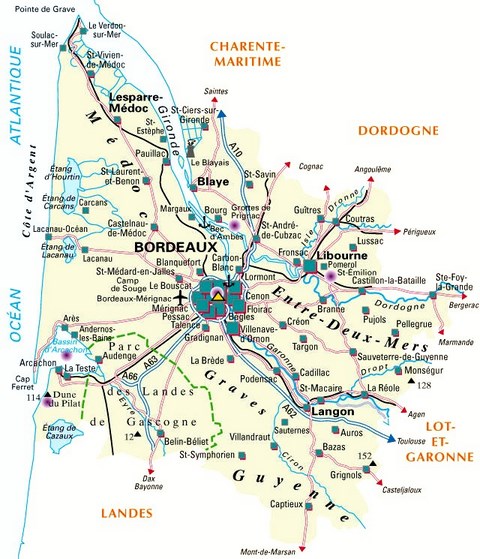 Pointe de Grave
Le Verdon-
sur-Mer
Soulac-
sur-Mer
St-Vivien-
de-Médoc
CHARENTE-
MARITIME
ATLANTIQUE
Lesparre-
Médoc
Saintes
St-Ciers-sur-
Gironde
Gironde
A10
DORDOGNE
Médoc
St-
Estèphe
Pauillac
Le Blayais
Côte d'Argent
Étang
d'Hourtin
St-Laurent-
et-Benon
Blaye
St-Savin
Cognac
Angoulême
Étang de
Carcans
Carcans
Margaux
Bourg
Grottes de
Prignac
Guîtres
Dronne
Coutras
Castelnau-
de-Médoc
Bec
d'Ambès
St-André-
de-Cubzac
Isle
Lussac
Périgueux
Lacanau-Océan
Étang de
Lacanau
Lacanau
BORDEAUX
Carbon-
Blanc
Fronsac
Libourne
Pomerol
St-Émilion
Blanquefort
Lormont
St-Médard-en-Jalles
Camp
de Souge
Le Bouscat
Castillon-la-Bataille
Ste-Foy-
la-Grande
Bordeaux-Mérignac
Cenon
Floirac
Branne
Dordogne
Bergerac
OCÉAN
Mérignac
Pessac
Talence
Bègles
Entre-Deux-Mers
Pujols
Arès
Andernos-
les-Bains
Gradignan
Villenave-
d'Ornon
Créon
Targon
Pellegrue
Marmande
Bassin
d'Arcachon
Parc
Audenge
A63
La Brède
Garonne
Sauveterre-de-Guyenne
Dropt
Monségur
128
Arcachon
Cap
Ferret
La Teste
A66
Podensac
Cadillac
114
Dune
du Pilat
des Landes
Eyre
Graves
St-Macaire
La Réole
de Gascogne
A62
Langon
Agen
Étang de
Cazaux
12
Belin-Béliet
Villandraut
Sauternes
Auros
Toulouse
LOT-
ET-
GARONNE
St-Symphorien
Ciron
Bazas
152
Grignols
Dax
Bayonne
Guyenne
Casteljaloux
LANDES
Captieux
Mont-de-Marsan